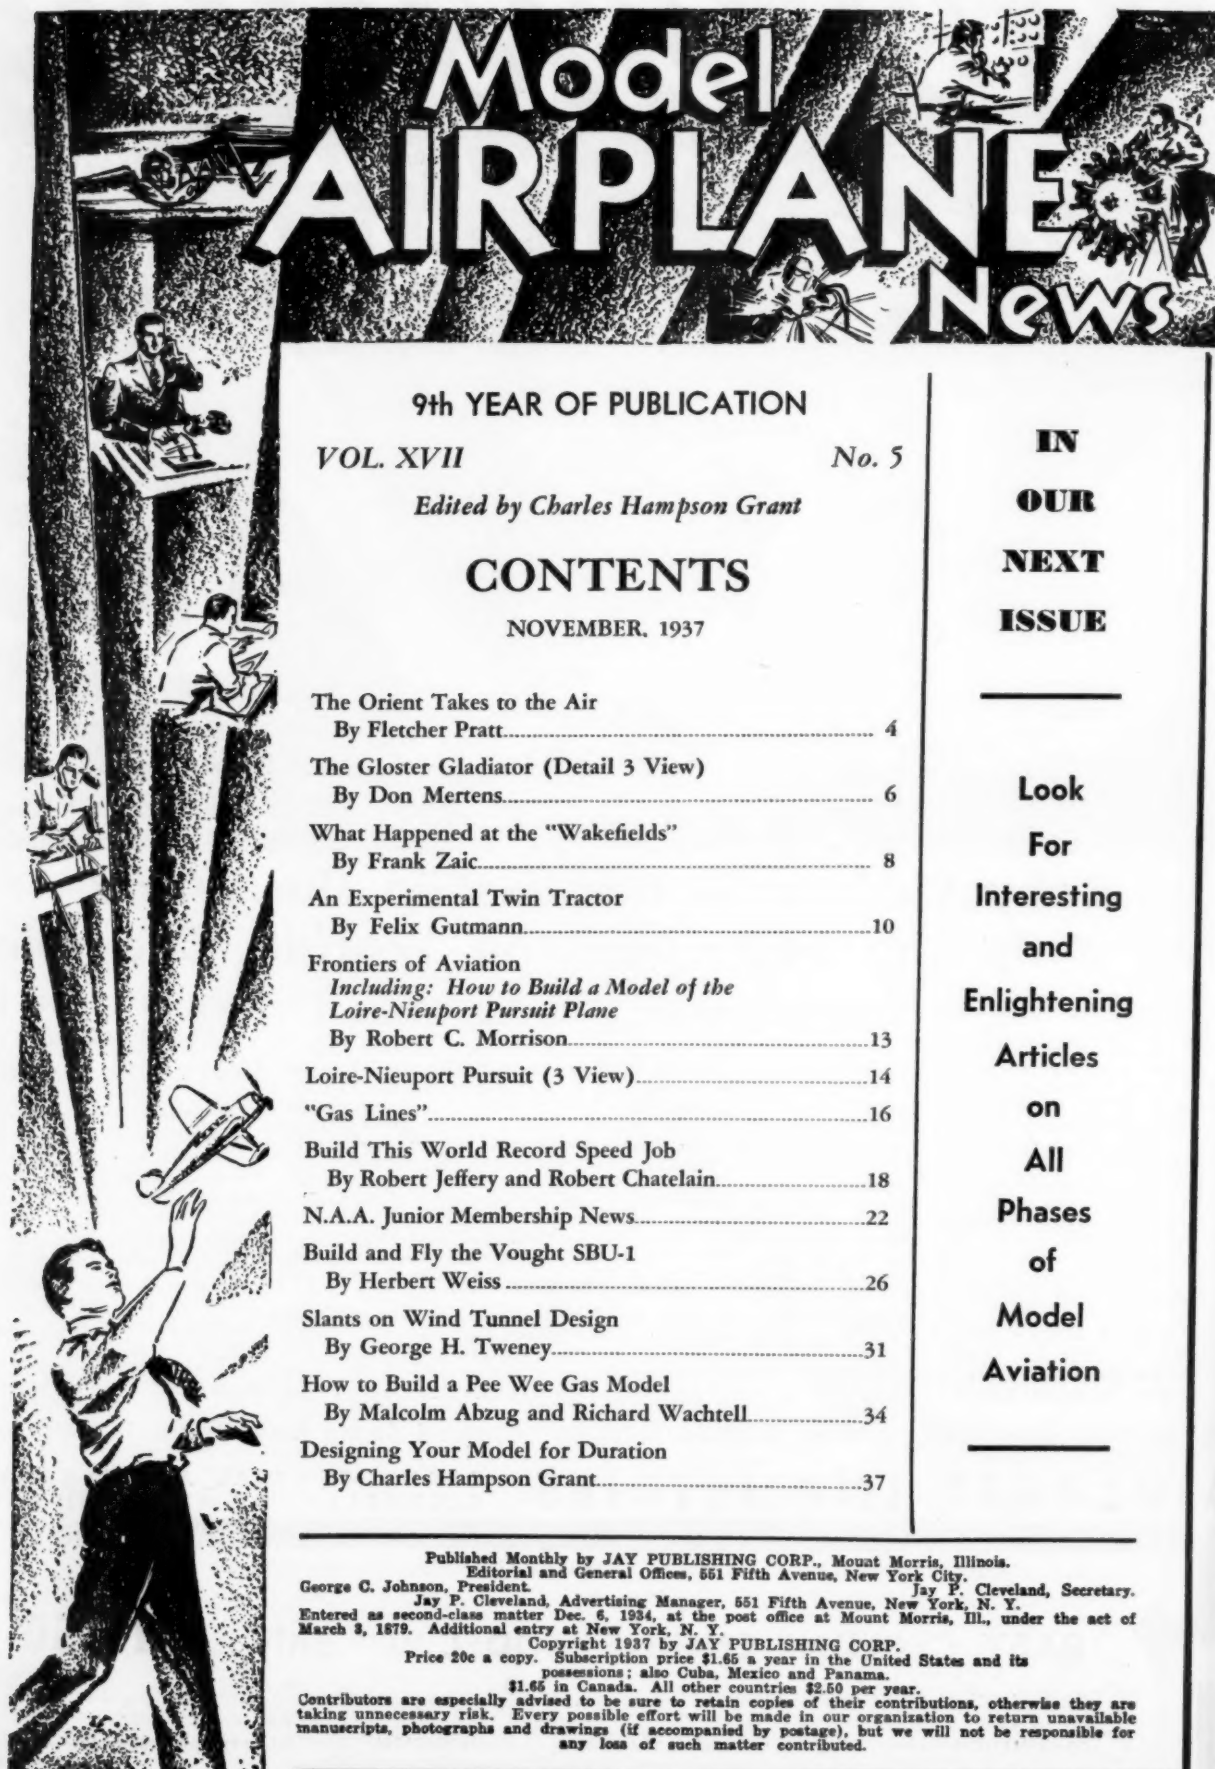 Model
AIRPLANE
News
9th YEAR OF PUBLICATION
VOL. XVII No. 5
Edited by Charles Hampson Grant
CONTENTS
NOVEMBER, 1937
The Orient Takes to the Air
By Fletcher Pratt 4
The Gloster Gladiator (Detail 3 View)
By Don Mertens 6
What Happened at the "Wakefields"
By Frank Zaic 8
An Experimental Twin Tractor
By Felix Gutmann 10
Frontiers of Aviation
Including: How to Build a Model of the
Loire-Nieuport Pursuit Plane
By Robert C. Morrison 13
Loire-Nieuport Pursuit (3 View) 14
"Gas Lines" 16
Build This World Record Speed Job
By Robert Jeffery and Robert Chatelain 18
N.A.A. Junior Membership News 22
Build and Fly the Vought SBU-1
By Herbert Weiss 26
Slants on Wind Tunnel Design
By George H. Tweney 31
How to Build a Pee Wee Gas Model
By Malcolm Abzug and Richard Wachtell 34
Designing Your Model for Duration
By Charles Hampson Grant 37
IN
OUR
NEXT
ISSUE
Look
For
Interesting
and
Enlightening
Articles
on
All
Phases
of
Model
Aviation
Published Monthly by JAY PUBLISHING CORP., Mount Morris, Illinois.
Editorial and General Offices, 551 Fifth Avenue, New York City.
George C. Johnson, President. Jay P. Cleveland, Secretary.
Jay P. Cleveland, Advertising Manager, 551 Fifth Avenue, New York, N. Y.
Entered as second-class matter Dec. 6, 1934, at the post office at Mount Morris, Ill., under the act of
March 3, 1879. Additional entry at New York, N. Y.
Copyright 1937 by JAY PUBLISHING CORP.
Price 20c a copy. Subscription price $1.65 a year in the United States and its
possessions; also Cuba, Mexico and Panama.
$1.65 in Canada. All other countries $2.50 per year.
Contributors are especially advised to be sure to retain copies of their contributions, otherwise they are
taking unnecessary risk. Every possible effort will be made in our organization to return unavailable
manuscripts, photographs and drawings (if accompanied by postage), but we will not be responsible for
any loss of such matter contributed.